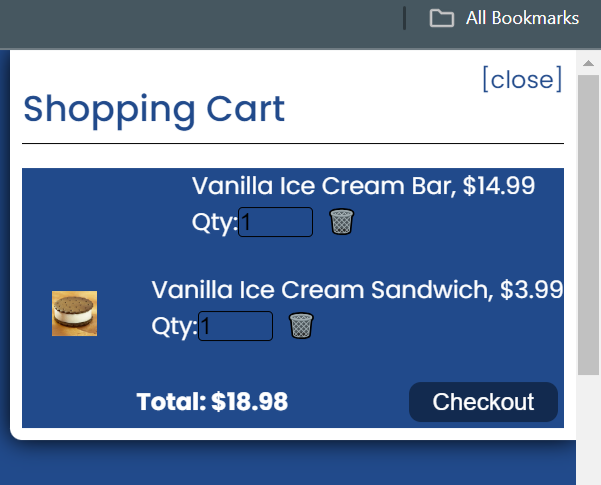 All Bookmarks
[close]
Shopping Cart
Vanilla Ice Cream Bar, $14.99
Qty:1
Vanilla Ice Cream Sandwich, $3.99
Qty:1
Total: $18.98
Checkout